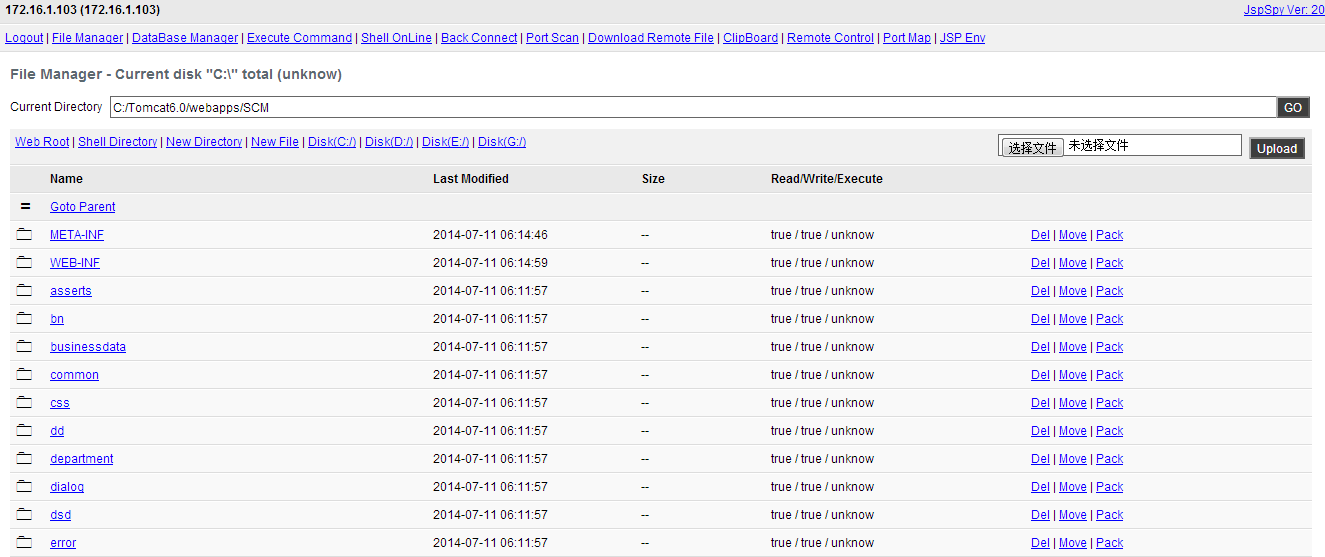 172.16.1.103 (172.16.1.103) JspSpy Ver: 20
Logout | File Manager | DataBase Manager | Execute Command | Shell OnLine | Back Connect | Port Scan | Download Remote File | ClipBoard | Remote Control | Port Map | JSP Env
File Manager - Current disk "C:\" total (unknow)
Current Directory C:/Tomcat6.0/webapps/SCM GO
Web Root | Shell Directory | New Directory | New File | Disk(C:/) | Disk(D:/) | Disk(E:/) | Disk(G:/) 选择文件 未选择文件 Upload
Name Last Modified Size Read/Write/Execute
= Goto Parent
META-INF 2014-07-11 06:14:46 -- true / true / unknow Del | Move | Pack
WEB-INF 2014-07-11 06:14:59 -- true / true / unknow Del | Move | Pack
asserts 2014-07-11 06:11:57 -- true / true / unknow Del | Move | Pack
bn 2014-07-11 06:11:57 -- true / true / unknow Del | Move | Pack
businessdata 2014-07-11 06:11:57 -- true / true / unknow Del | Move | Pack
common 2014-07-11 06:11:57 -- true / true / unknow Del | Move | Pack
css 2014-07-11 06:11:57 -- true / true / unknow Del | Move | Pack
dd 2014-07-11 06:11:57 -- true / true / unknow Del | Move | Pack
department 2014-07-11 06:11:57 -- true / true / unknow Del | Move | Pack
dialog 2014-07-11 06:11:57 -- true / true / unknow Del | Move | Pack
dsd 2014-07-11 06:11:57 -- true / true / unknow Del | Move | Pack
error 2014-07-11 06:11:57 -- true / true / unknow Del | Move | Pack